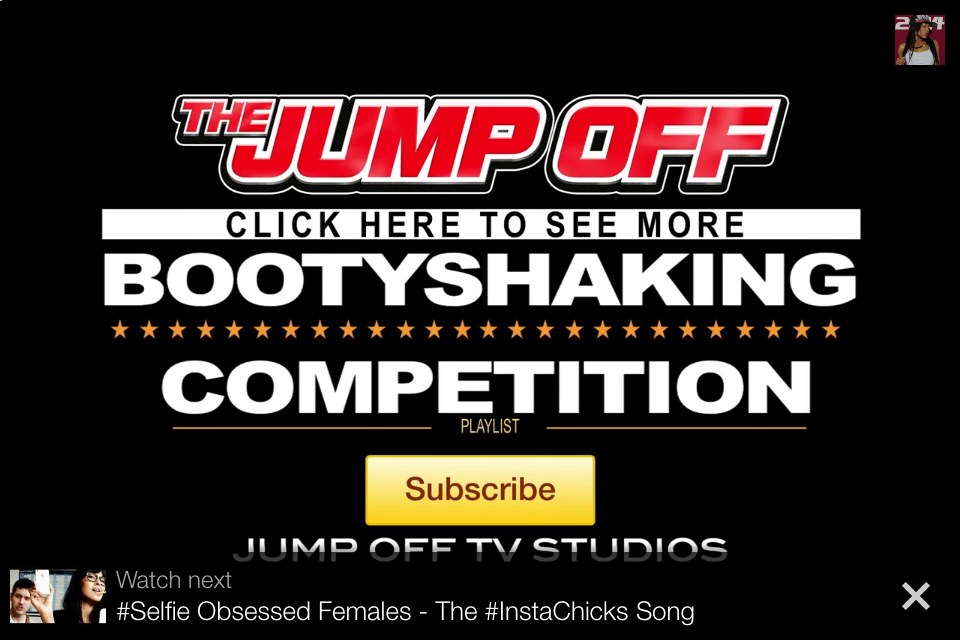 2014
THE JUMP OFF
CLICK HERE TO SEE MORE
BOOTYSHAKING
COMPETITION
PLAYLIST
Subscribe
JUMP OFF TV STUDIOS
Watch next
#Selfie Obsessed Females - The #InstaChicks Song